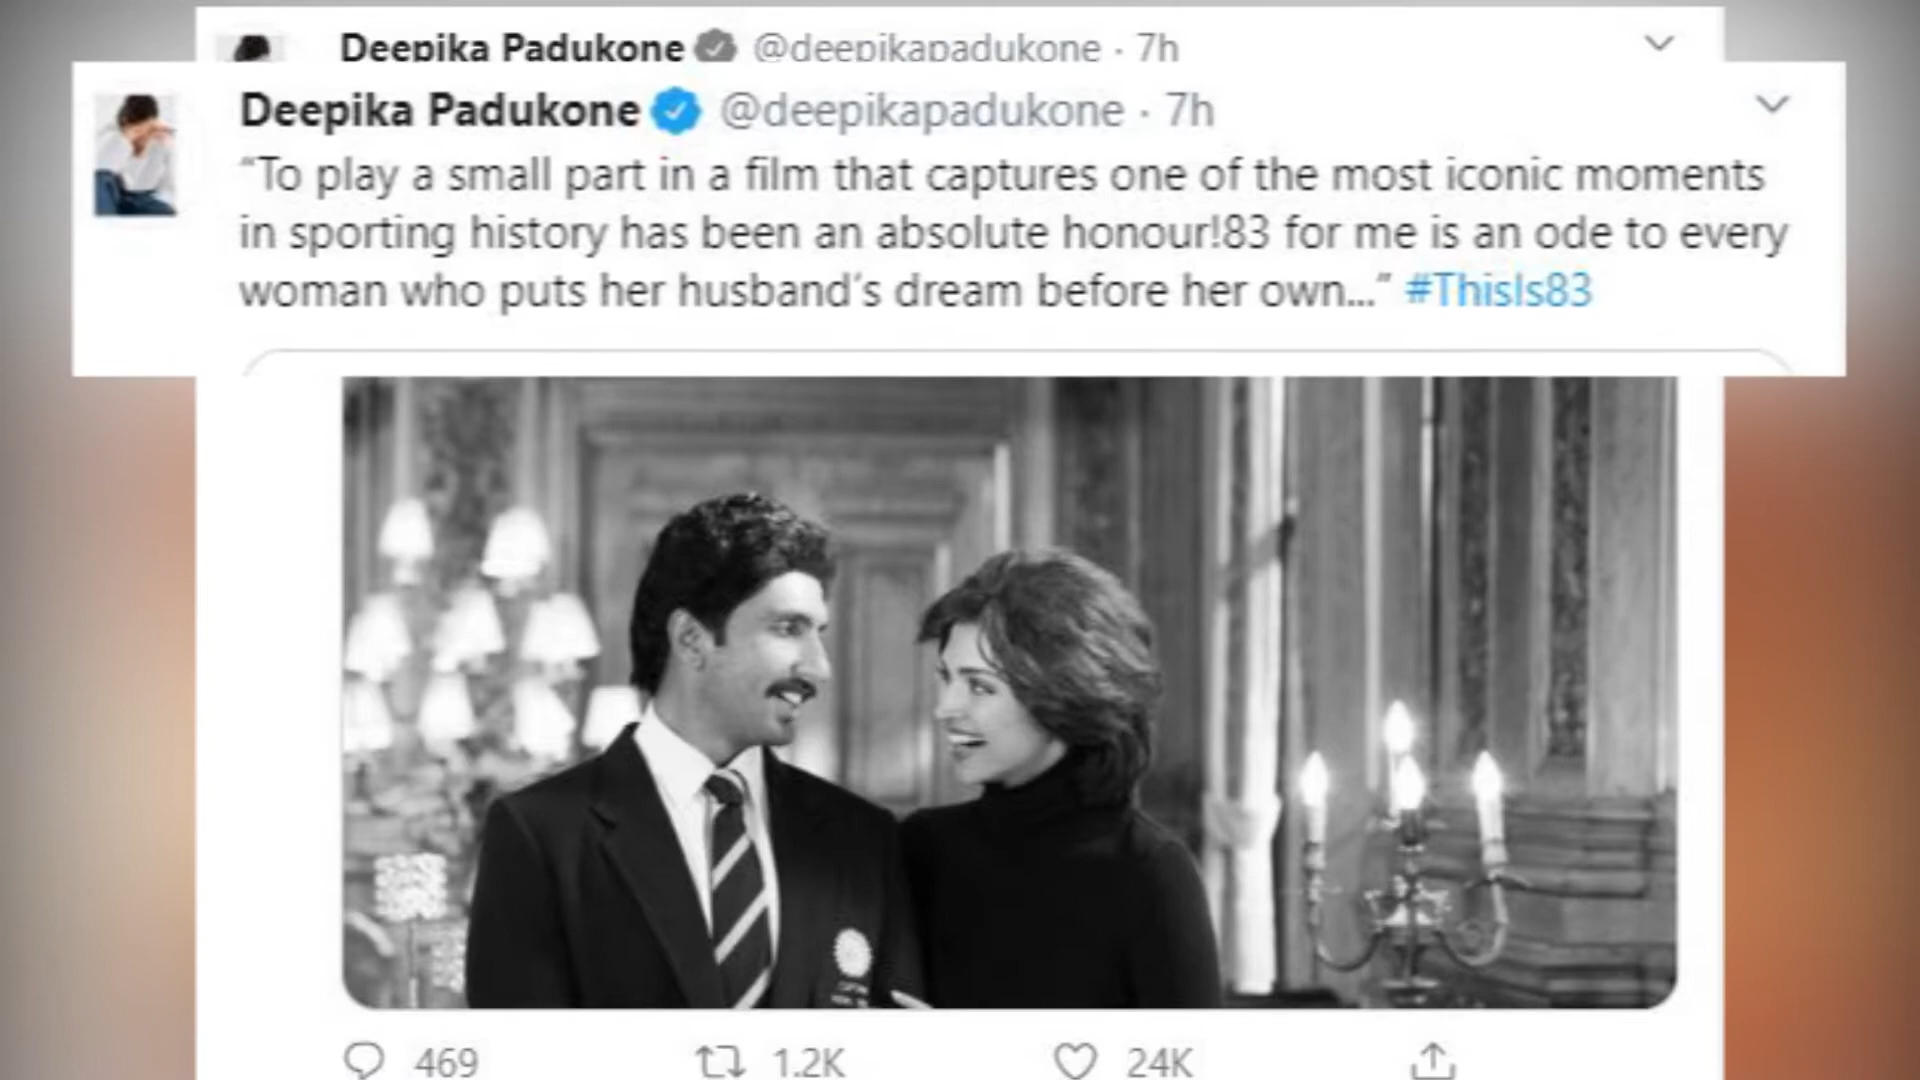 Deepika Padukone @deepikapadukone · 7h
Deepika Padukone @deepikapadukone · 7h
“To play a small part in a film that captures one of the most iconic moments
in sporting history has been an absolute honour!83 for me is an ode to every
woman who puts her husband’s dream before her own...” #ThisIs83
469 1.2K 24K